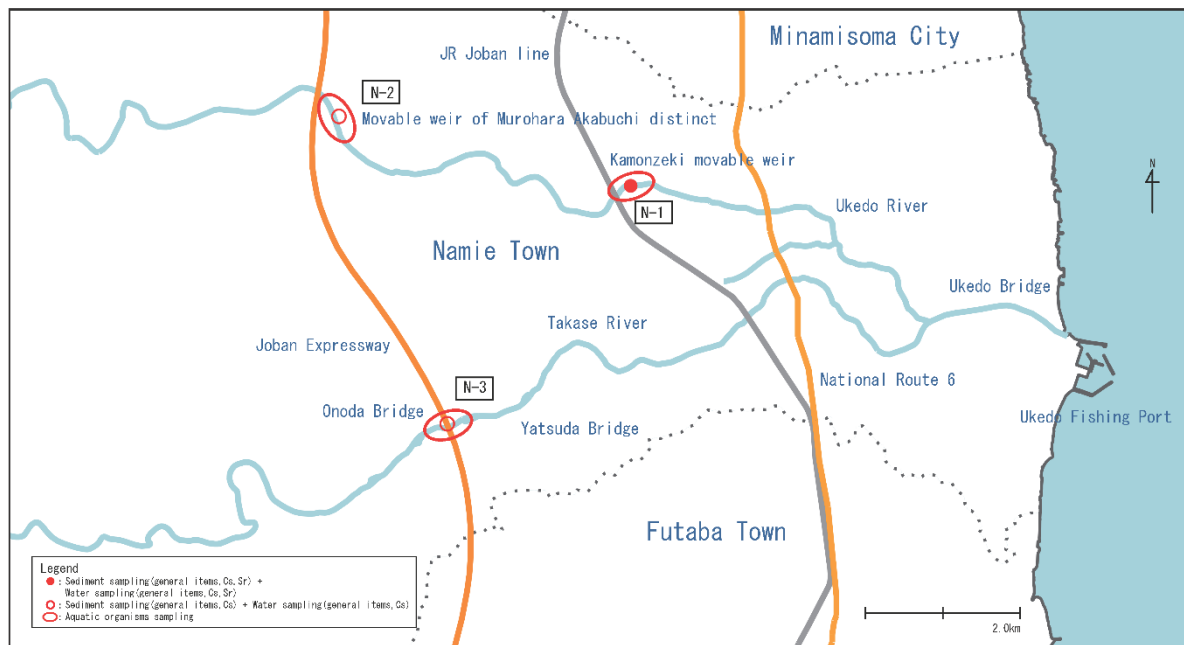 Minamisoma City
JR Joban line
N-2
Movable weir of Murohara Akabuchi distinct
Kamonzeki movable weir
N
N-1
Ukedo River
Namie Town
Ukedo Bridge
Takase River
Joban Expressway
National Route 6
N-3
Onoda Bridge
Yatsuda Bridge
Ukedo Fishing Port
Futaba Town
Legend
: Sediment sampling(general items,Cs,Sr) +
Water sampling(general items,Cs,Sr)
: Sediment sampling(general items,Cs) + Water sampling(general items,Cs)
: Aquatic organisms sampling
2.0km